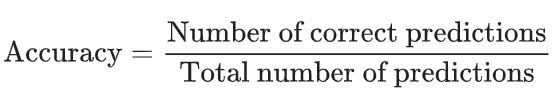 Accuracy = Number of correct predictions
Total number of predictions